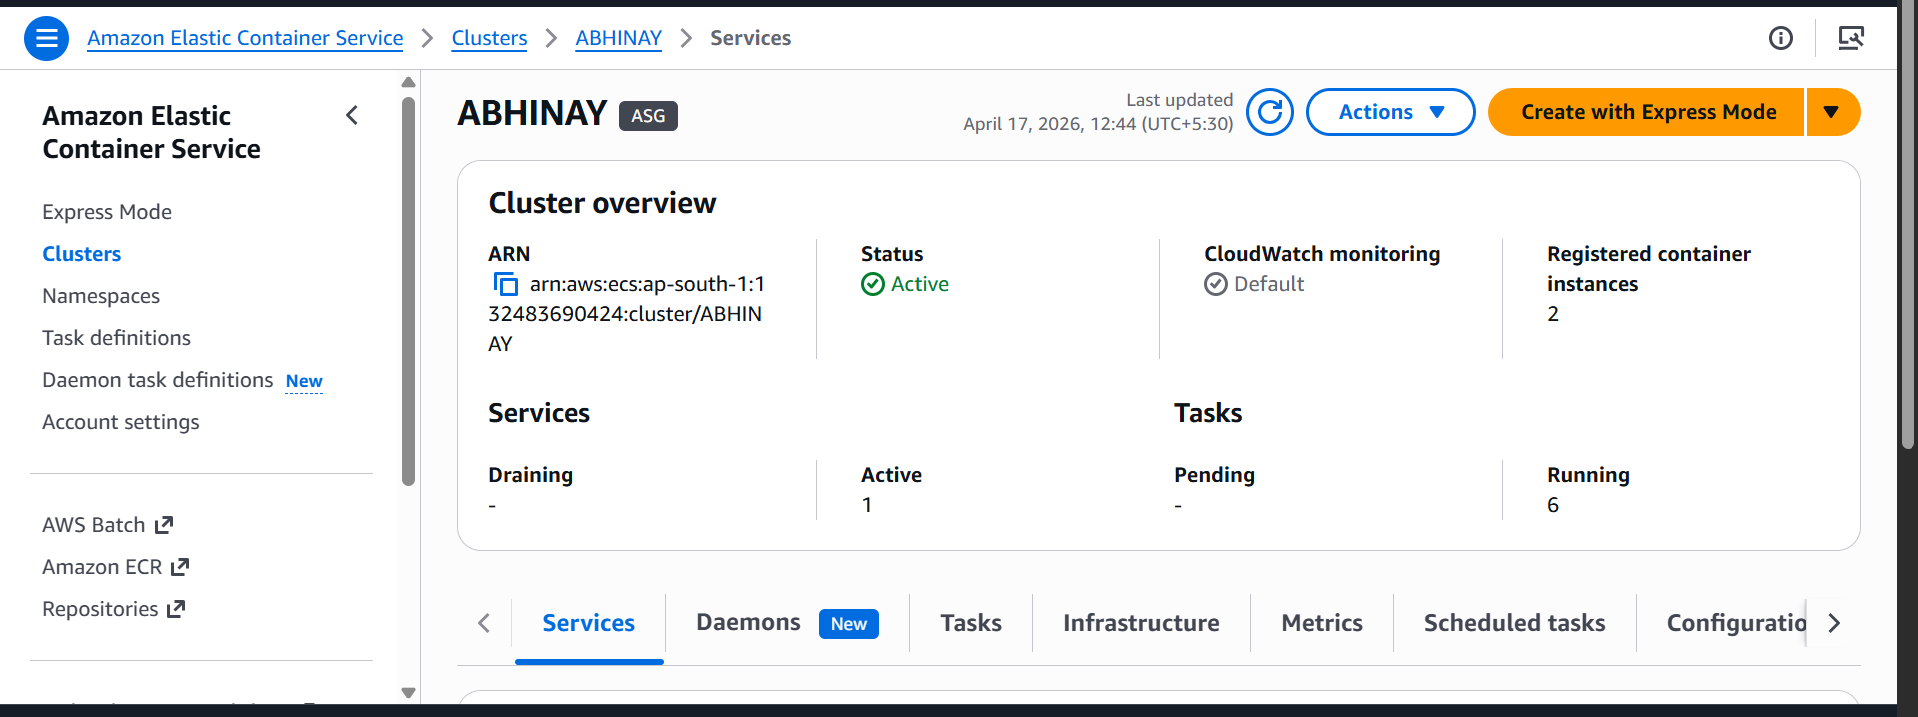 Amazon Elastic Container Service > Clusters > ABHINAY > Services
Amazon Elastic
Container Service
Express Mode
Clusters
Namespaces
Task definitions
Daemon task definitions New
Account settings
AWS Batch
Amazon ECR
Repositories
ABHINAY ASG
Last updated
April 17, 2026, 12:44 (UTC+5:30)
Actions
Create with Express Mode
Cluster overview
ARN
arn:aws:ecs:ap-south-1:1
32483690424:cluster/ABHIN
AY
Status
Active
CloudWatch monitoring
Default
Registered container
instances
2
Services
Draining
-
Active
1
Tasks
Pending
-
Running
6
Services
Daemons New
Tasks
Infrastructure
Metrics
Scheduled tasks
Configuratio